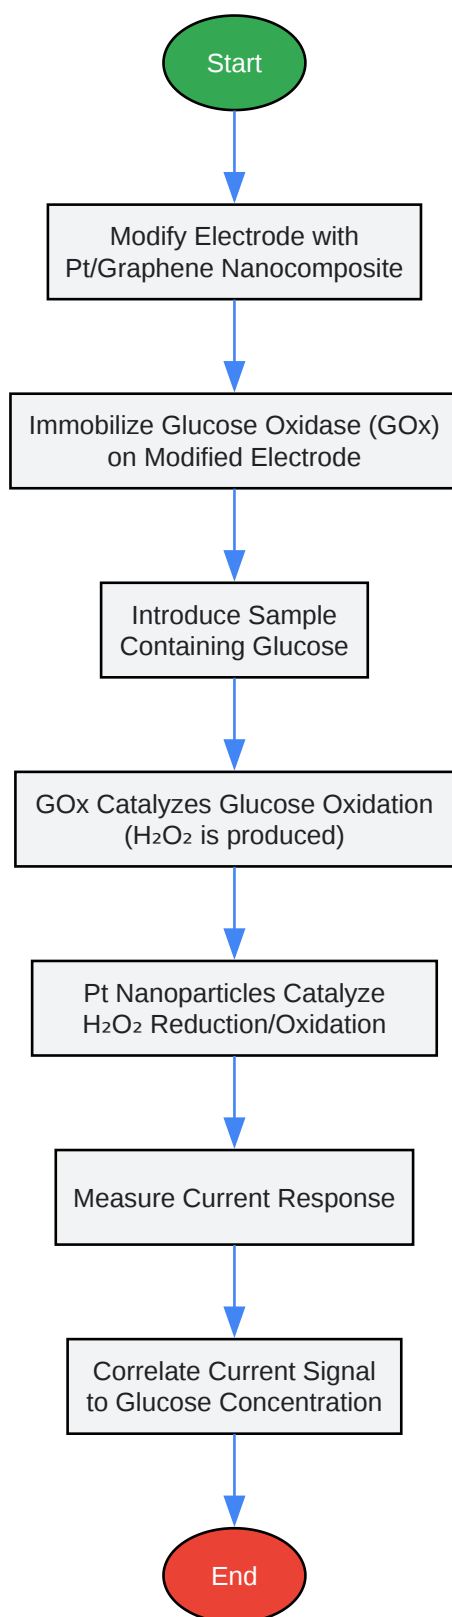 Start
Modify Electrode with
Pt/Graphene Nanocomposite
Immobilize Glucose Oxidase (GOx)
on Modified Electrode
Introduce Sample
Containing Glucose
GOx Catalyzes Glucose Oxidation
(H₂O₂ is produced)
Pt Nanoparticles Catalyze
H₂O₂ Reduction/Oxidation
Measure Current Response
Correlate Current Signal
to Glucose Concentration
End